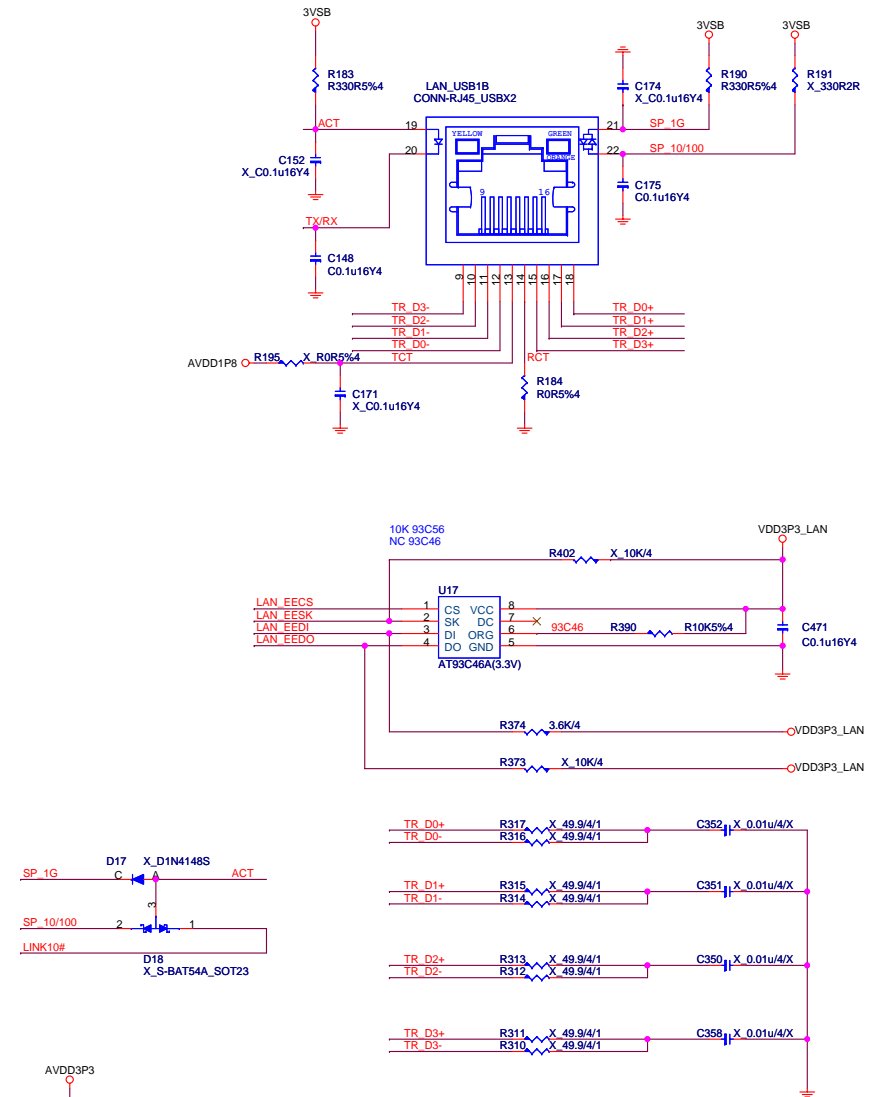 3VSB
3VSB
3VSB
R183
R330R5%4
LAN_USB1B
CONN-RJ45_USBX2
C174
X_C0.1u16Y4
R190
R330R5%4
R191
X_330R2R
ACT
19
YELLOW
GREEN
21
SP_1G
20
ORANGE
22
SP_10/100
C152
X_C0.1u16Y4
C175
C0.1u16Y4
9
16
TX/RX
C148
C0.1u16Y4
9
10
11
12
13
14
15
16
17
18
TR_D3-
TR_D0+
TR_D2-
TR_D1+
TR_D1-
TR_D2+
TR_D0-
TR_D3+
AVDD1P8
R195
X_R0R5%4
TCT
RCT
C171
X_C0.1u16Y4
R184
R0R5%4
10K 93C56
NC 93C46
VDD3P3_LAN
R402
X_10K/4
U17
LAN_EECS
1
CS
VCC
8
LAN_EESK
2
SK
DC
7
LAN_EEDI
3
DI
ORG
6
93C46
R390
R10K5%4
LAN_EEDO
4
DO
GND
5
C471
C0.1u16Y4
AT93C46A(3.3V)
R374
3.6K/4
VDD3P3_LAN
R373
X_10K/4
VDD3P3_LAN
TR_D0+
R317
X_49.9/4/1
C352
X_0.01u/4/X
TR_D0-
R316
X_49.9/4/1
D17
X_D1N4148S
SP_1G
C
A
ACT
TR_D1+
R315
X_49.9/4/1
C351
X_0.01u/4/X
TR_D1-
R314
X_49.9/4/1
3
SP_10/100
2
1
LINK10#
D18
X_S-BAT54A_SOT23
TR_D2+
R313
X_49.9/4/1
C350
X_0.01u/4/X
TR_D2-
R312
X_49.9/4/1
TR_D3+
R311
X_49.9/4/1
C358
X_0.01u/4/X
TR_D3-
R310
X_49.9/4/1
AVDD3P3